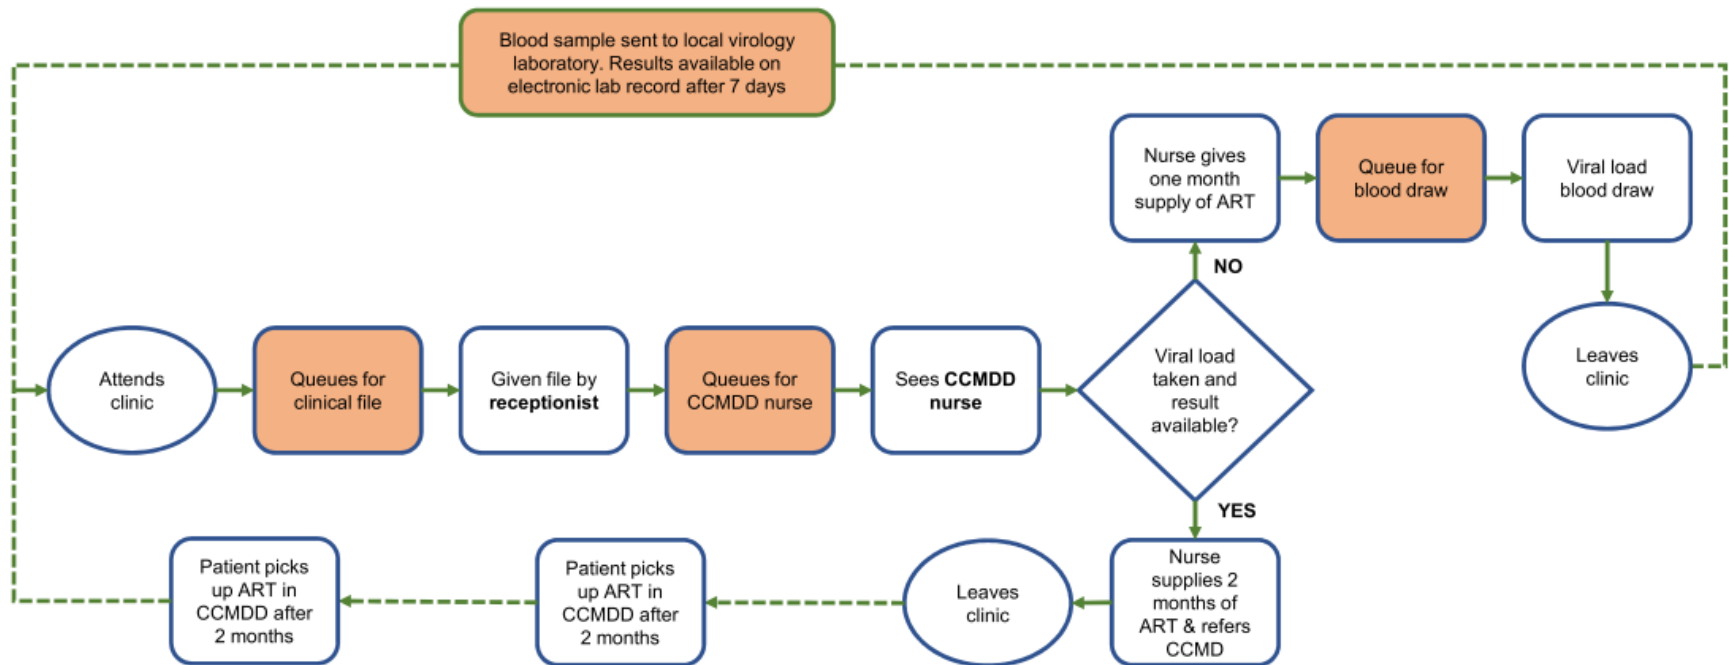 Blood sample sent to local virology
laboratory. Results available on
electronic lab record after 7 days
Nurse gives
one month
supply of ART
Queue for
blood draw
Viral load
blood draw
NO
Attends
clinic
Queues for
clinical file
Given file by
receptionist
Queues for
CCMDD nurse
Sees CCMDD
nurse
Viral load
taken and
result
available?
Leaves
clinic
YES
Patient picks
up ART in
CCMDD after
2 months
Patient picks
up ART in
CCMDD after
2 months
Leaves
clinic
Nurse
supplies 2
months of
ART & refers
CCMD